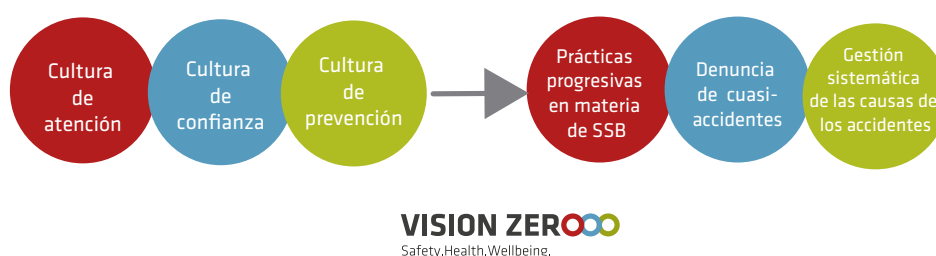 Cultura
de
atención
Cultura
de
confianza
Cultura
de
prevención
Prácticas
progresivas
en materia
de SSB
Denuncia
de cuasi-
accidentes
Gestión
sistemática
de las causas de
los accidentes
VISION ZERO
Safety.Health.Wellbeing.